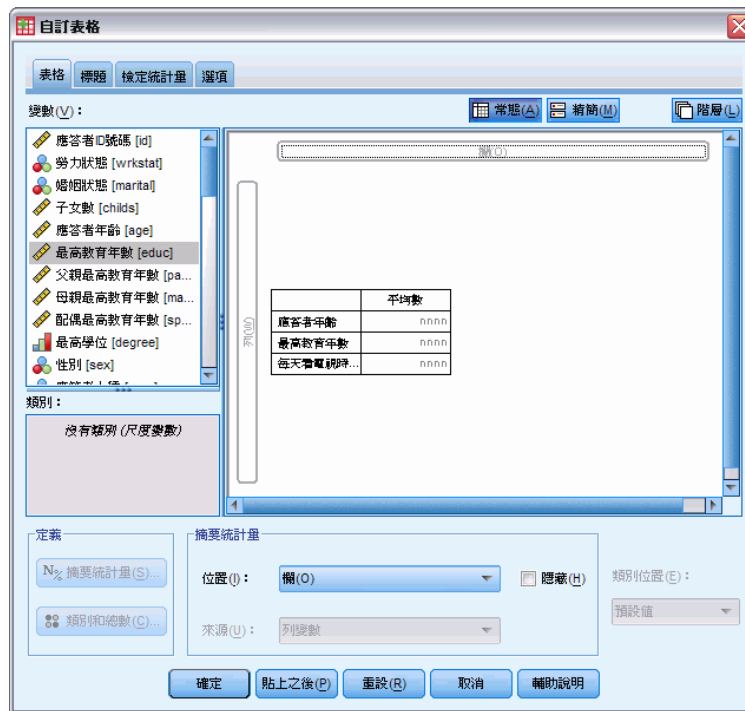 自訂表格
表格 標題 檢定統計量 選項
變數(V)：
常態(A) 精簡(M) 階層(L)
應答者ID號碼 [id]
勞力狀態 [wrkstat]
婚姻狀態 [marital]
子女數 [childs]
應答者年齡 [age]
最高教育年數 [educ]
父親最高教育年數 [pa...
母親最高教育年數 [ma...
配偶最高教育年數 [sp...
最高學位 [degree]
性別 [sex]
欄(O)
列(W)
平均數
應答者年齡 nnnn
最高教育年數 nnnn
每天看電視時... nnnn
類別：
沒有類別 (尺度變數)
定義
N% 摘要統計量(S)...
類別和總數(C)...
摘要統計量
位置(I)： 欄(O) 隱藏(H)
來源(U)： 列變數
類別位置(E)：
預設值
確定 貼上之後(P) 重設(R) 取消 輔助說明